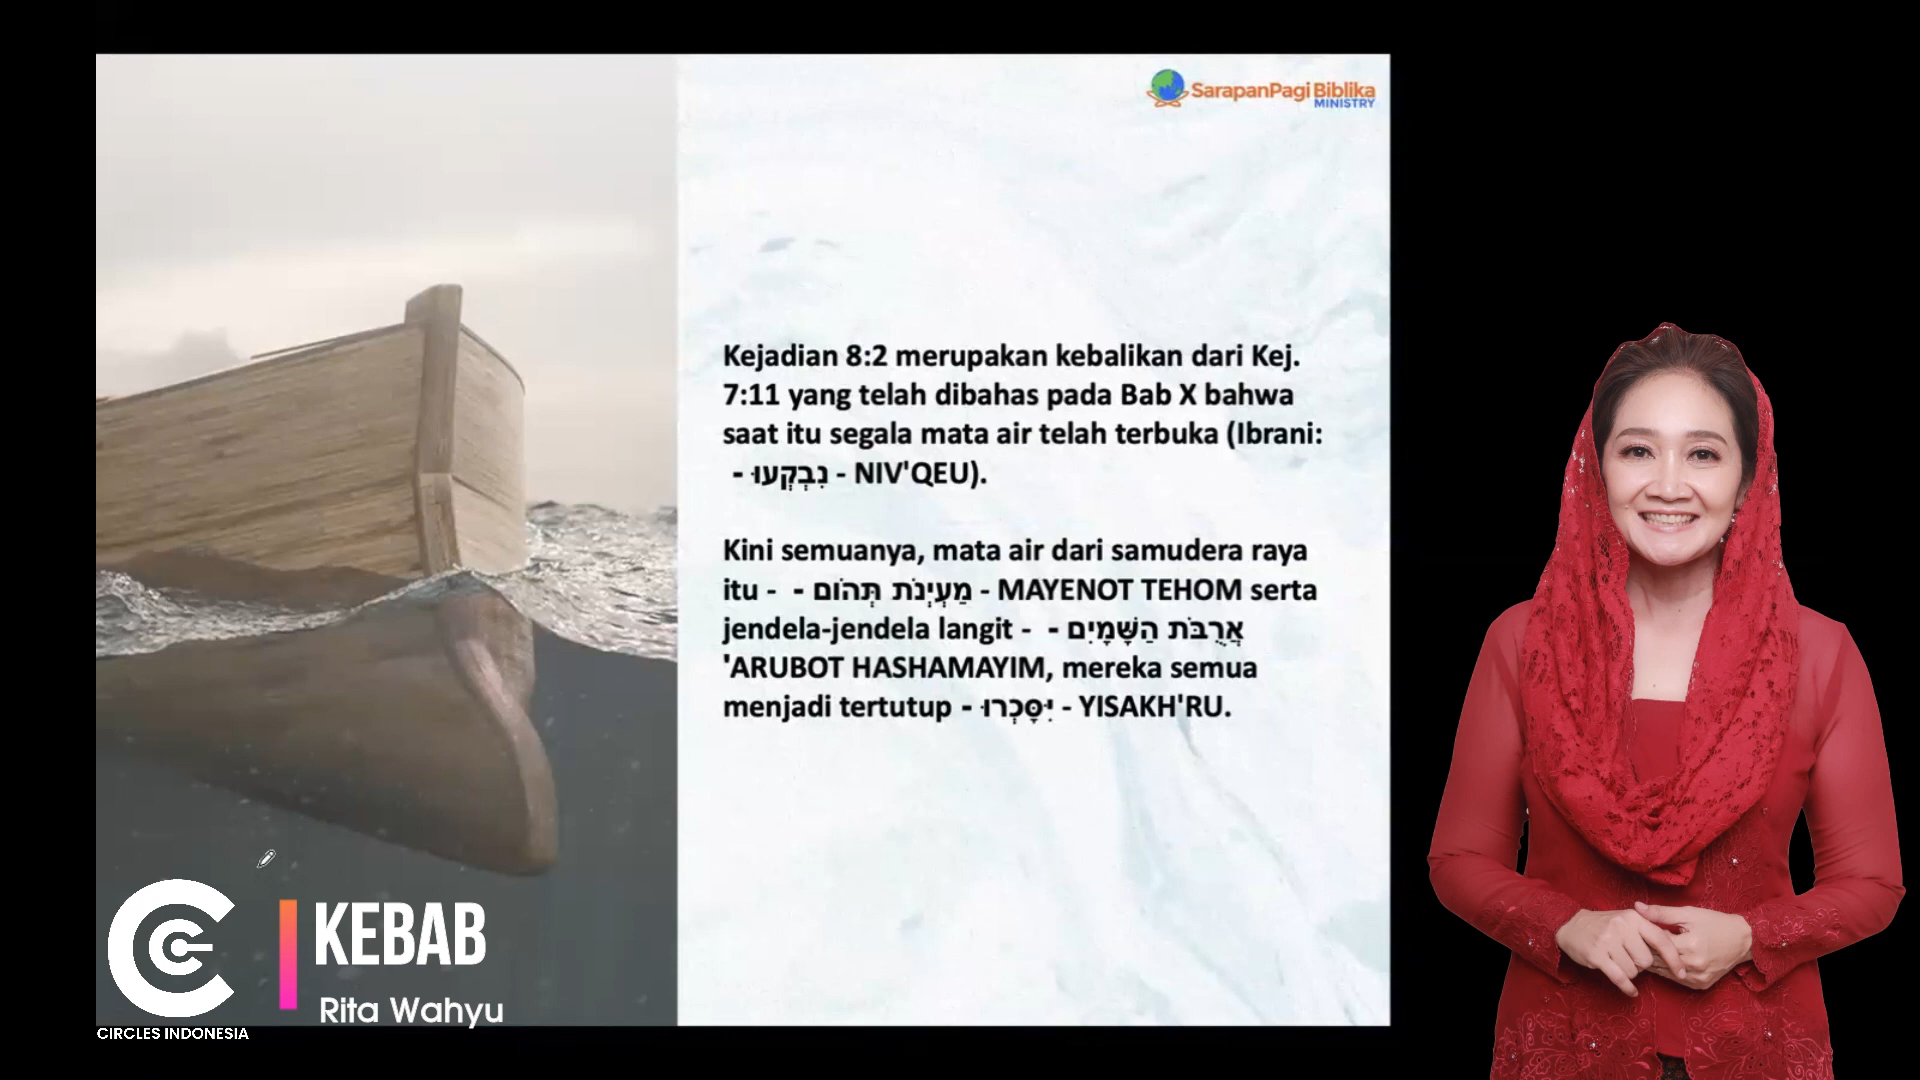 SarapanPagi Biblika
MINISTRY
Kejadian 8:2 merupakan kebalikan dari Kej.
7:11 yang telah dibahas pada Bab X bahwa
saat itu segala mata air telah terbuka (Ibrani:
- נִבְקְעוּ - NIV'QEU).
Kini semuanya, mata air dari samudera raya
itu - - מַעְיְנֹת תְּהֹום - MAYENOT TEHOM serta
jendela-jendela langit - - אֲרֻבֹּת הַשָּׁמָיִם
'ARUBOT HASHAMAYIM, mereka semua
menjadi tertutup - יִּסָּכְרוּ - YISAKH'RU.
KEBAB
Rita Wahyu
CIRCLES INDONESIA